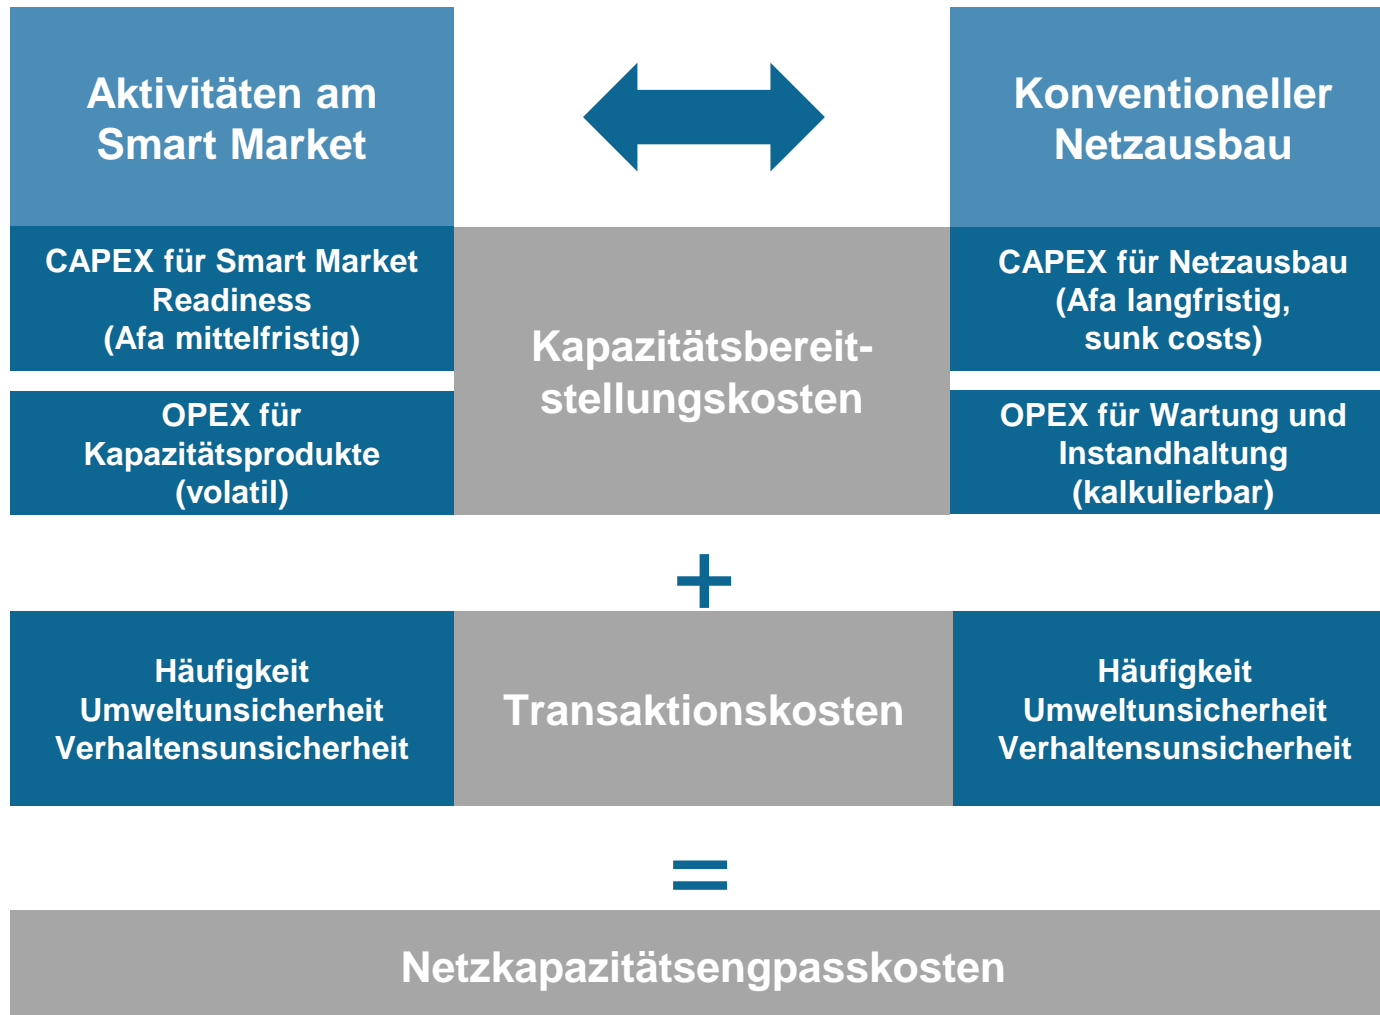 Aktivitäten am
Smart Market
Konventioneller
Netzausbau
CAPEX für Smart Market
Readiness
(Afa mittelfristig)
Kapazitätsbereit-
stellungskosten
CAPEX für Netzausbau
(Afa langfristig,
sunk costs)
OPEX für
Kapazitätsprodukte
(volatil)
OPEX für Wartung und
Instandhaltung
(kalkulierbar)
+
Häufigkeit
Umweltunsicherheit
Verhaltensunsicherheit
Transaktionskosten
Häufigkeit
Umweltunsicherheit
Verhaltensunsicherheit
=
Netzkapazitätsengpasskosten